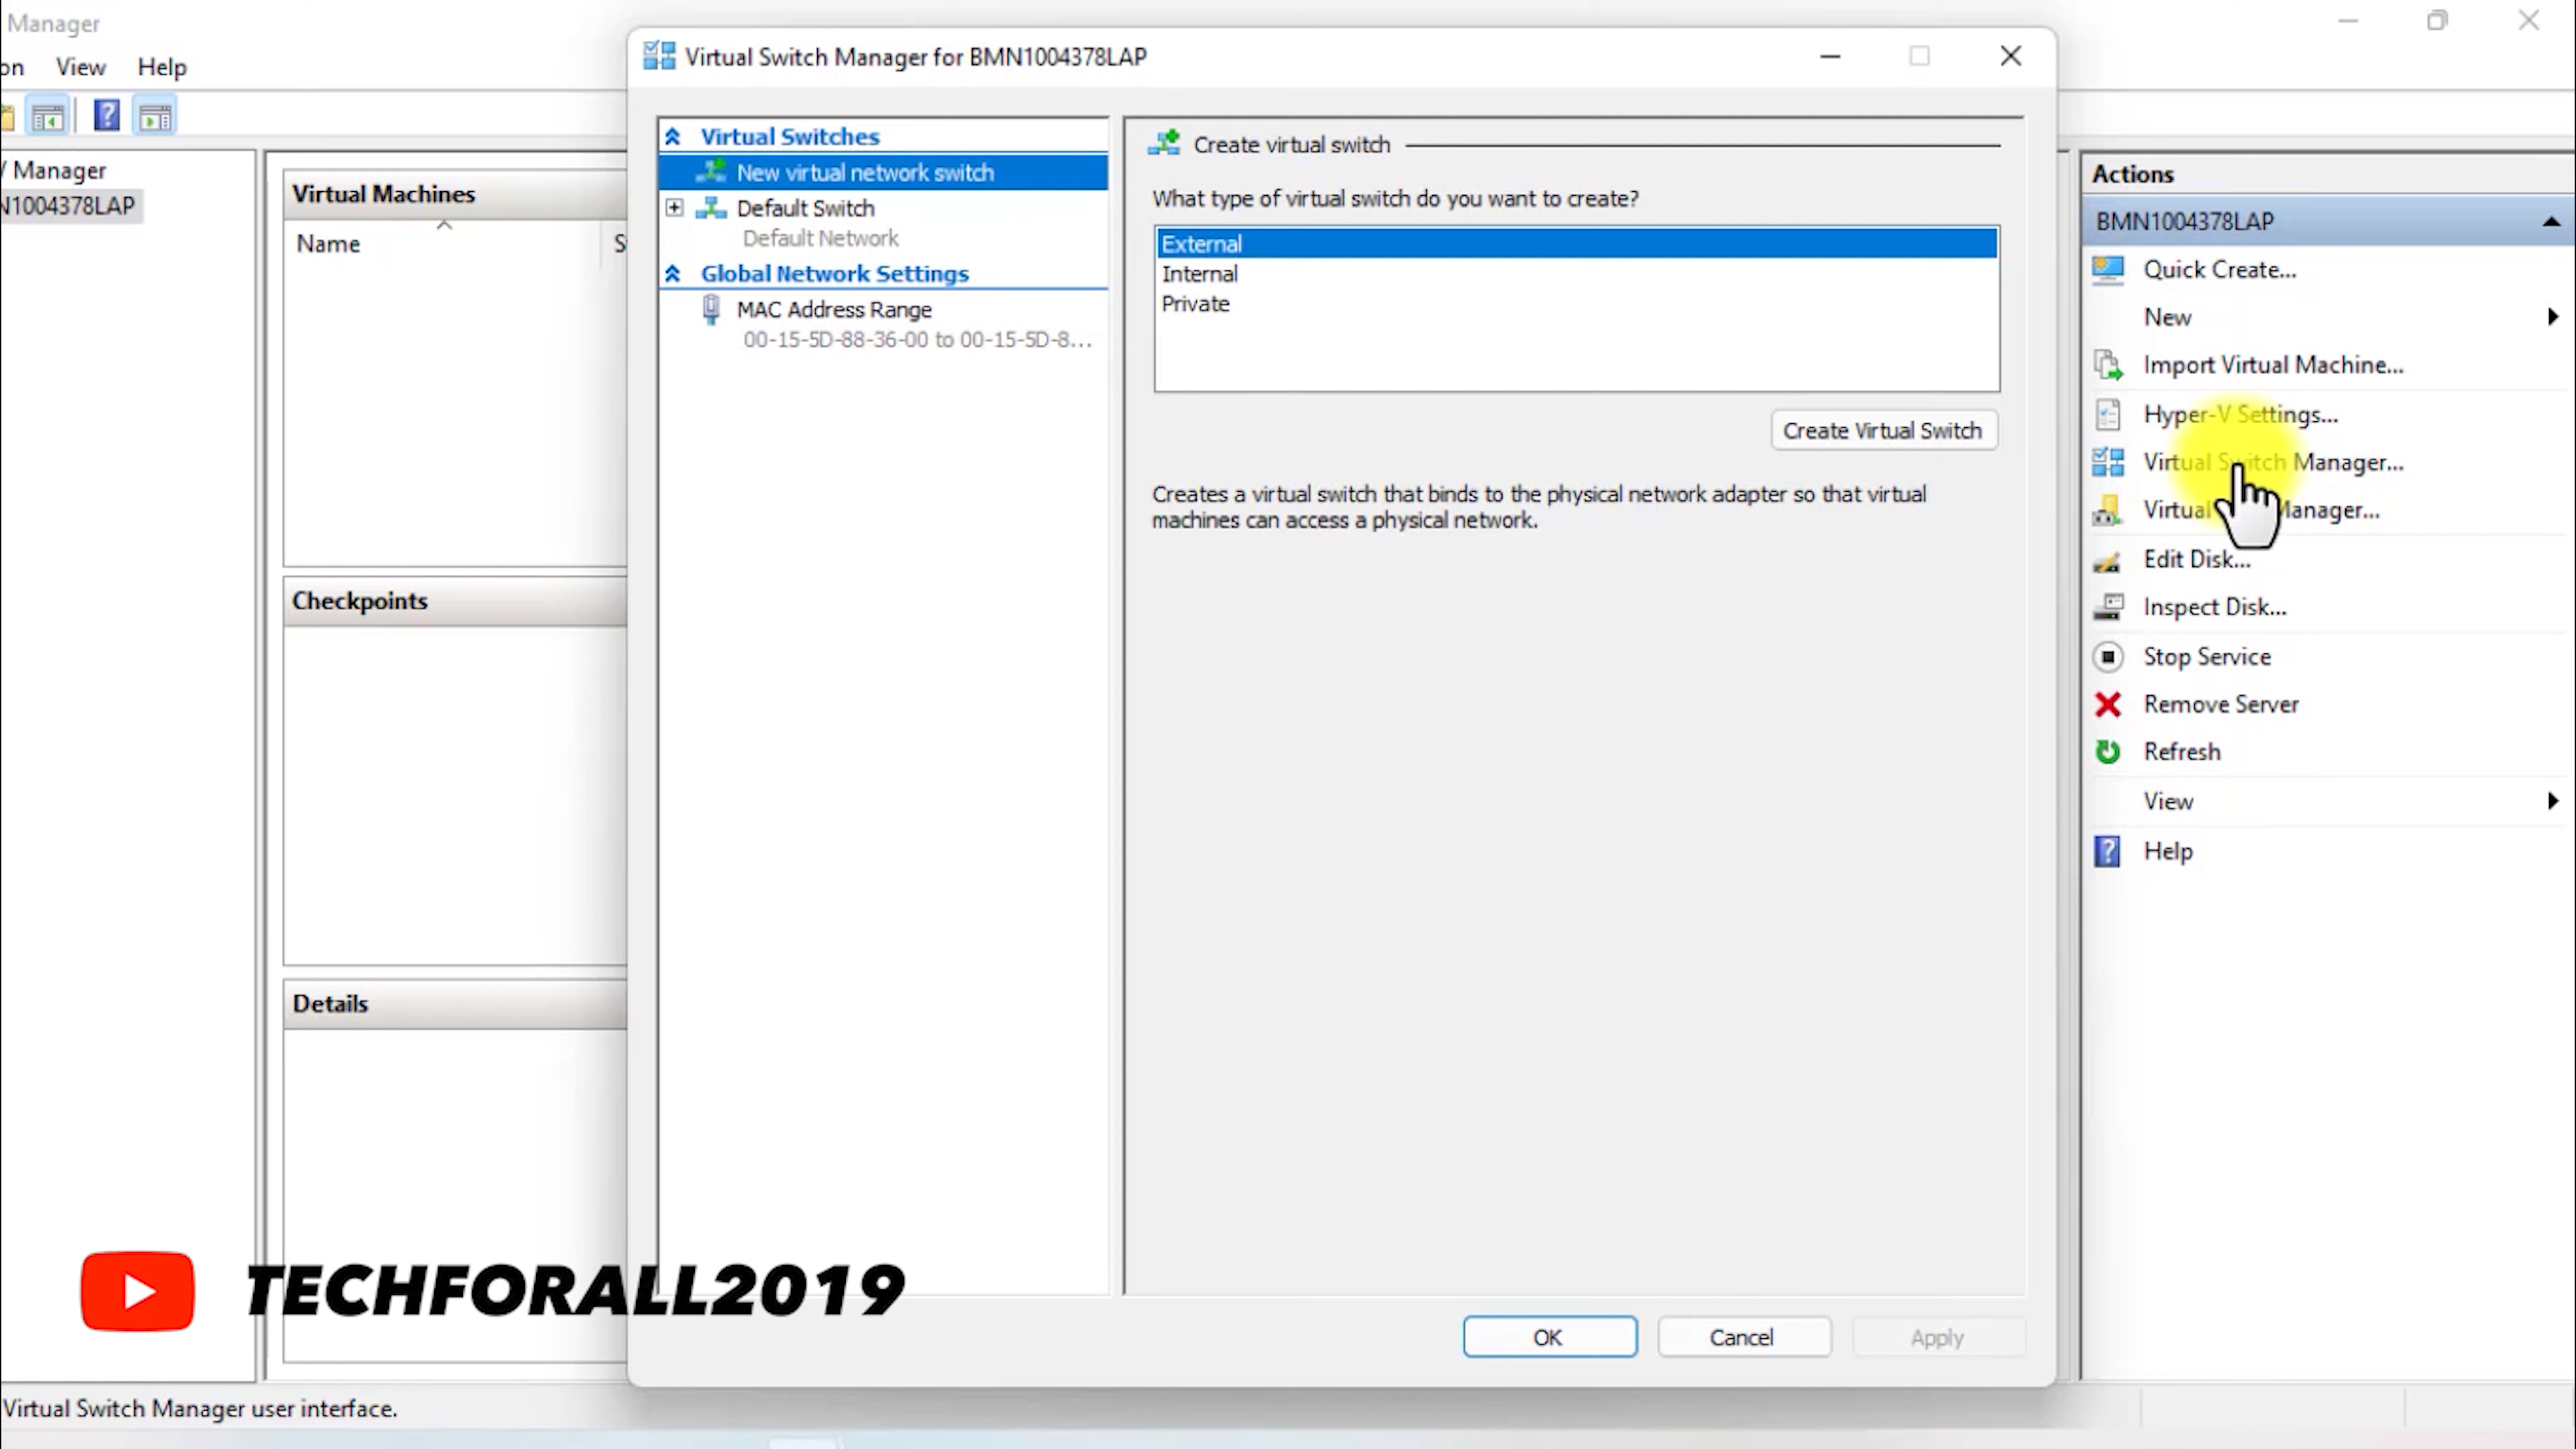 Manager
on View Help
V Manager
N1004378LAP
Virtual Machines
Name
S
Checkpoints
Details
Virtual Switch Manager for BMN1004378LAP
Virtual Switches
New virtual network switch
Default Switch
Default Network
Global Network Settings
MAC Address Range
00-15-5D-88-36-00 to 00-15-5D-8...
Create virtual switch
What type of virtual switch do you want to create?
External
Internal
Private
Create Virtual Switch
Creates a virtual switch that binds to the physical network adapter so that virtual
machines can access a physical network.
OK Cancel Apply
Actions
BMN1004378LAP
Quick Create...
New
Import Virtual Machine...
Hyper-V Settings...
Virtual Switch Manager...
Virtual Manager...
Edit Disk...
Inspect Disk...
Stop Service
Remove Server
Refresh
View
Help
TECHFORALL2019
Virtual Switch Manager user interface.